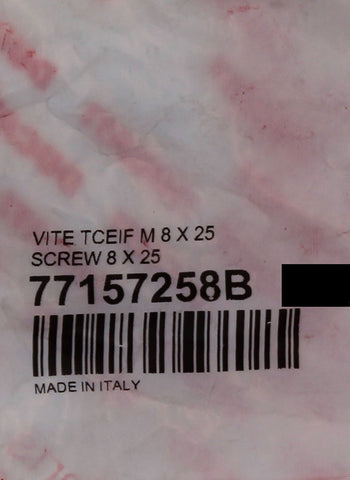 VITE TCEIF M 8 X 25
SCREW 8 X 25
77157258B
MADE IN ITALY